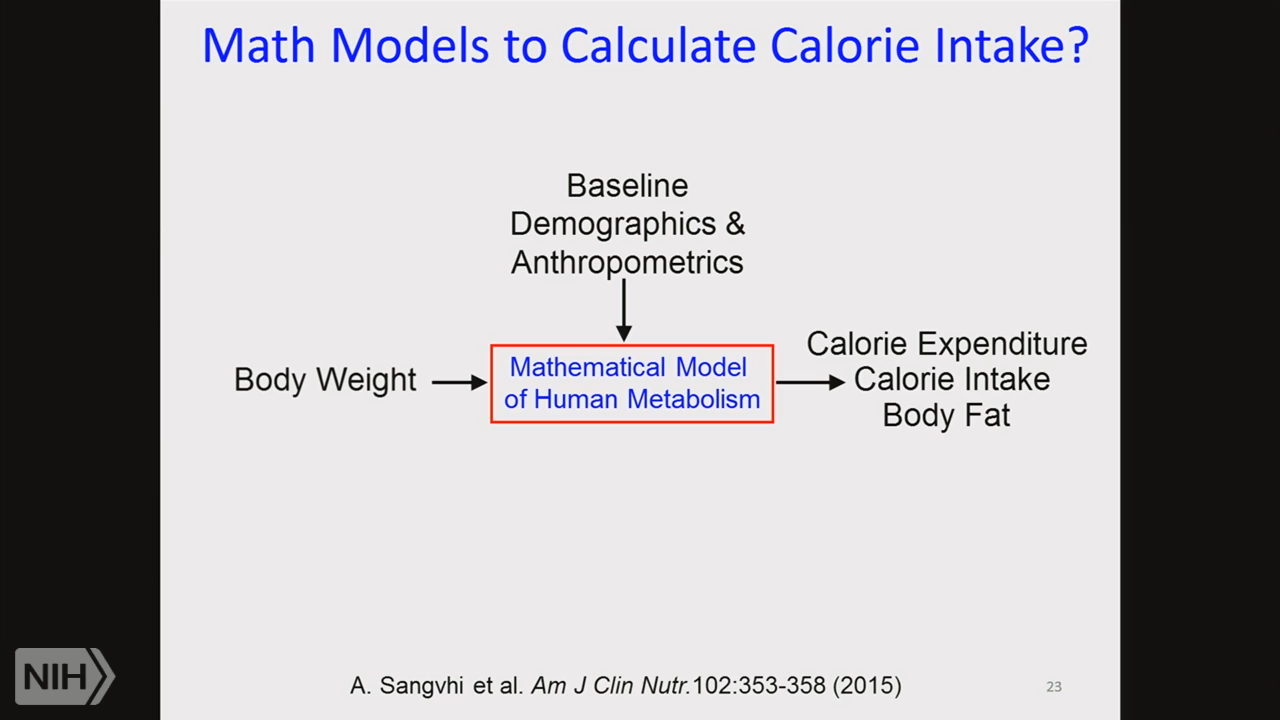 Math Models to Calculate Calorie Intake?
Baseline
Demographics &
Anthropometrics
Body Weight
Mathematical Model
of Human Metabolism
Calorie Expenditure
Calorie Intake
Body Fat
NIH
A. Sangvhi et al. Am J Clin Nutr.102:353-358 (2015)
23